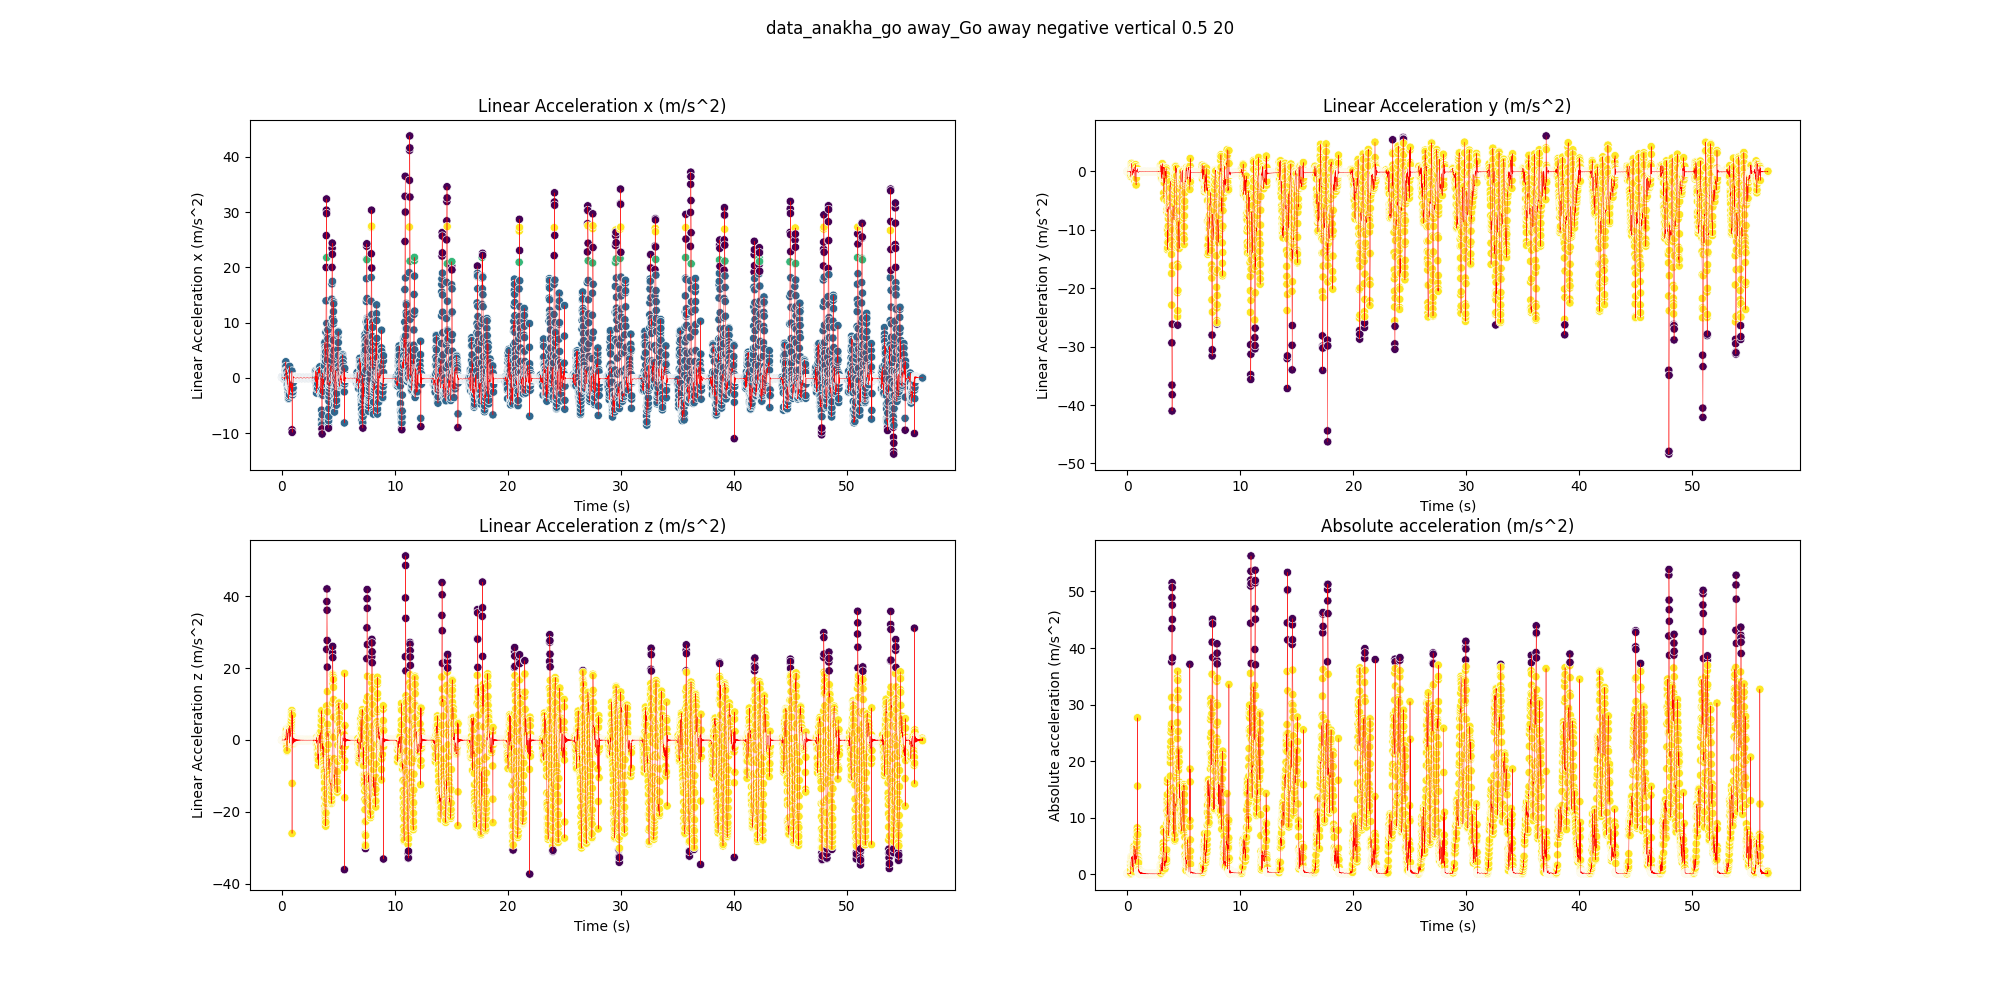 data_anakha_go away_Go away negative vertical 0.5 20
Linear Acceleration x (m/s^2)
Linear Acceleration x (m/s^2)
40
30
20
10
0
−10
0 10 20 30 40 50
Time (s)
Linear Acceleration y (m/s^2)
Linear Acceleration y (m/s^2)
0
−10
−20
−30
−40
−50
0 10 20 30 40 50
Time (s)
Linear Acceleration z (m/s^2)
Linear Acceleration z (m/s^2)
40
20
0
−20
−40
0 10 20 30 40 50
Time (s)
Absolute acceleration (m/s^2)
Absolute acceleration (m/s^2)
50
40
30
20
10
0
0 10 20 30 40 50
Time (s)